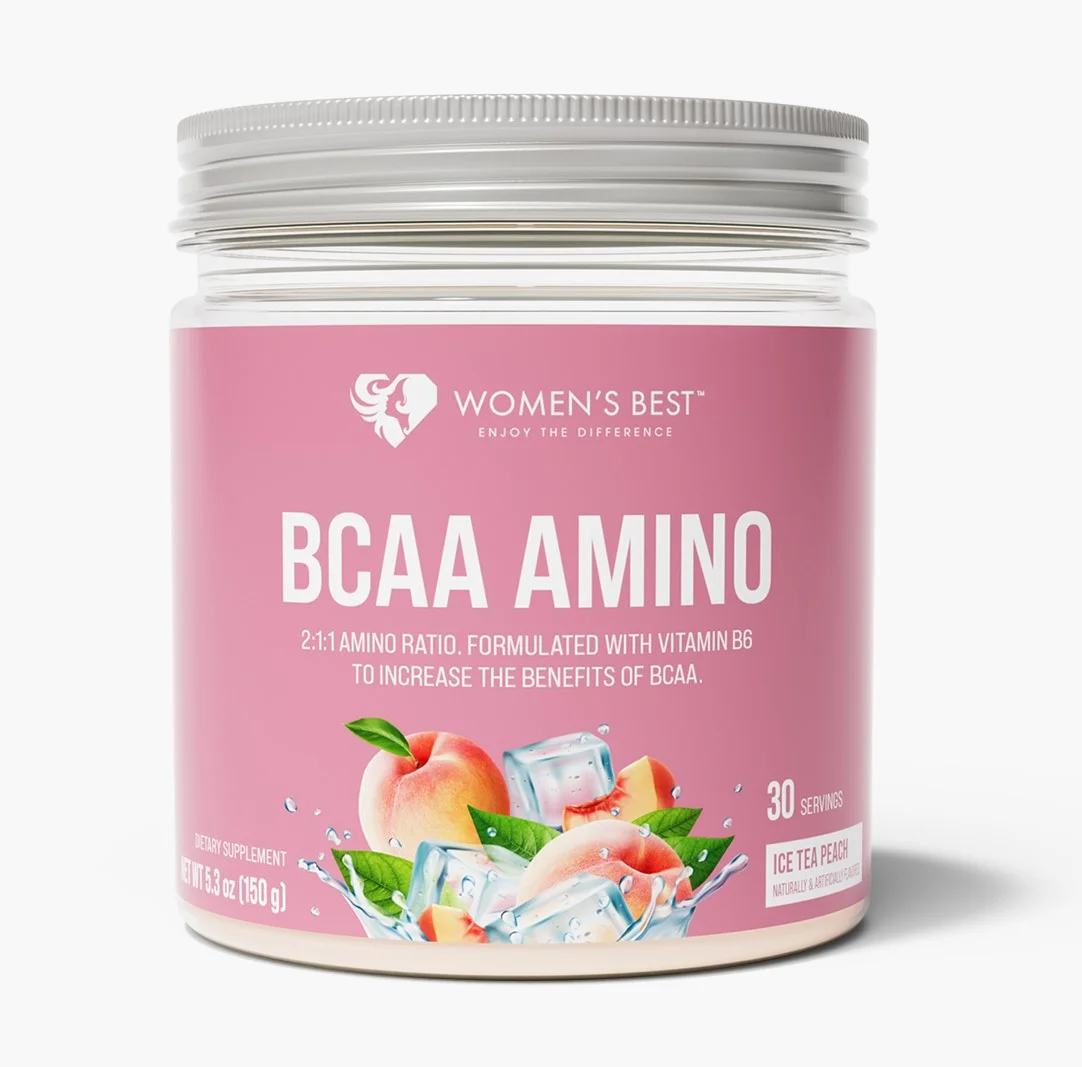 WOMEN'S BEST™
ENJOY THE DIFFERENCE
BCAA AMINO
2:1:1 AMINO RATIO. FORMULATED WITH VITAMIN B6
TO INCREASE THE BENEFITS OF BCAA.
30 SERVINGS
DIETARY SUPPLEMENT
NET WT 5.3 oz (150 g)
ICE TEA PEACH
NATURALLY & ARTIFICIALLY FLAVORED